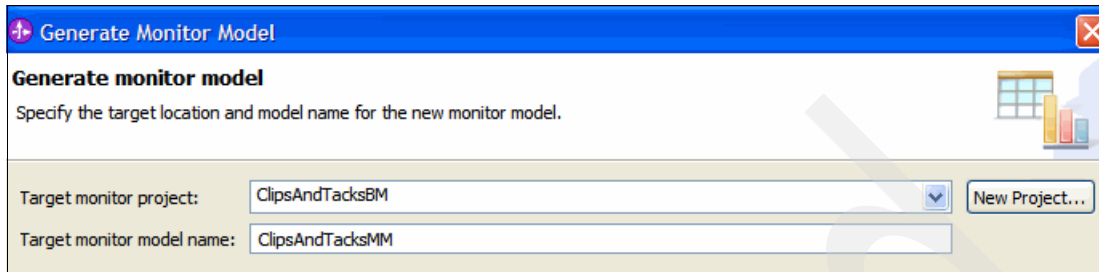 Generate Monitor Model
Generate monitor model
Specify the target location and model name for the new monitor model.
Target monitor project: ClipsAndTacksBM New Project...
Target monitor model name: ClipsAndTacksMM